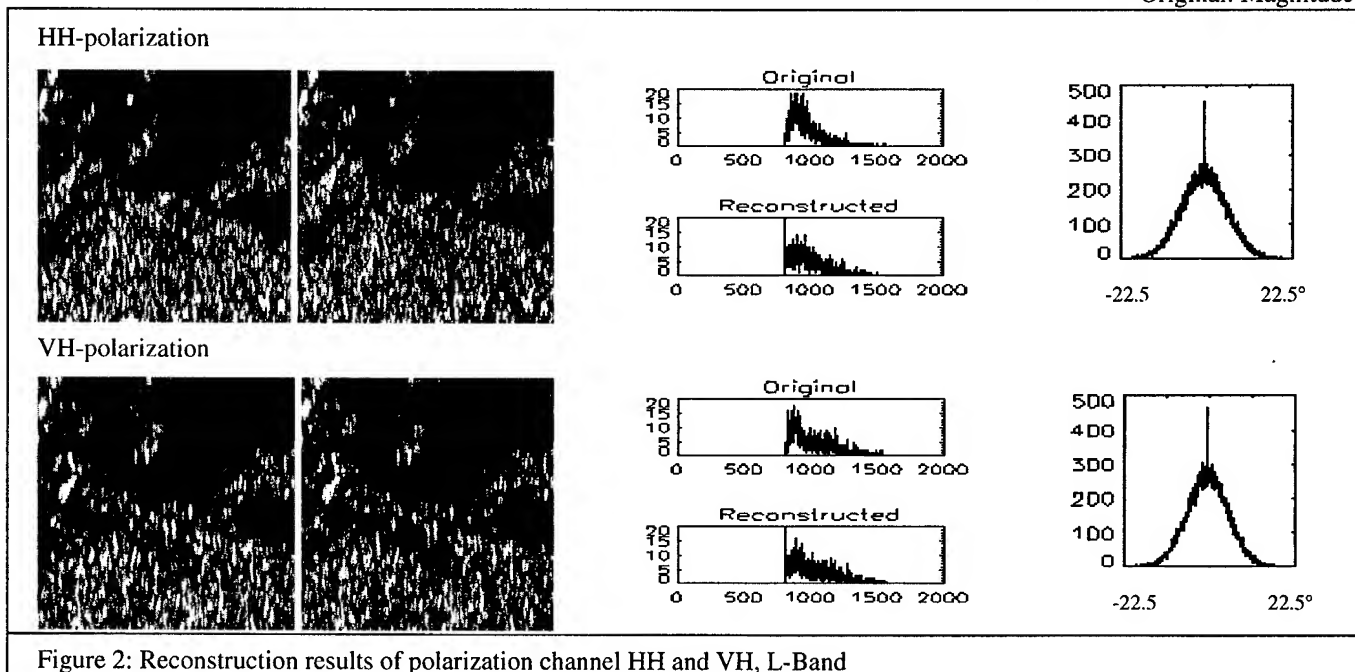 Original: Magnitude
HH-polarization
Original
20
15
10
5
0
0 500 1000 1500 2000
Reconstructed
20
15
10
5
0
0 500 1000 1500 2000
500
400
300
200
100
0
-22.5 22.5°
VH-polarization
Original
20
15
10
5
0
0 500 1000 1500 2000
Reconstructed
20
15
10
5
0
0 500 1000 1500 2000
500
400
300
200
100
0
-22.5 22.5°
Figure 2: Reconstruction results of polarization channel HH and VH, L-Band